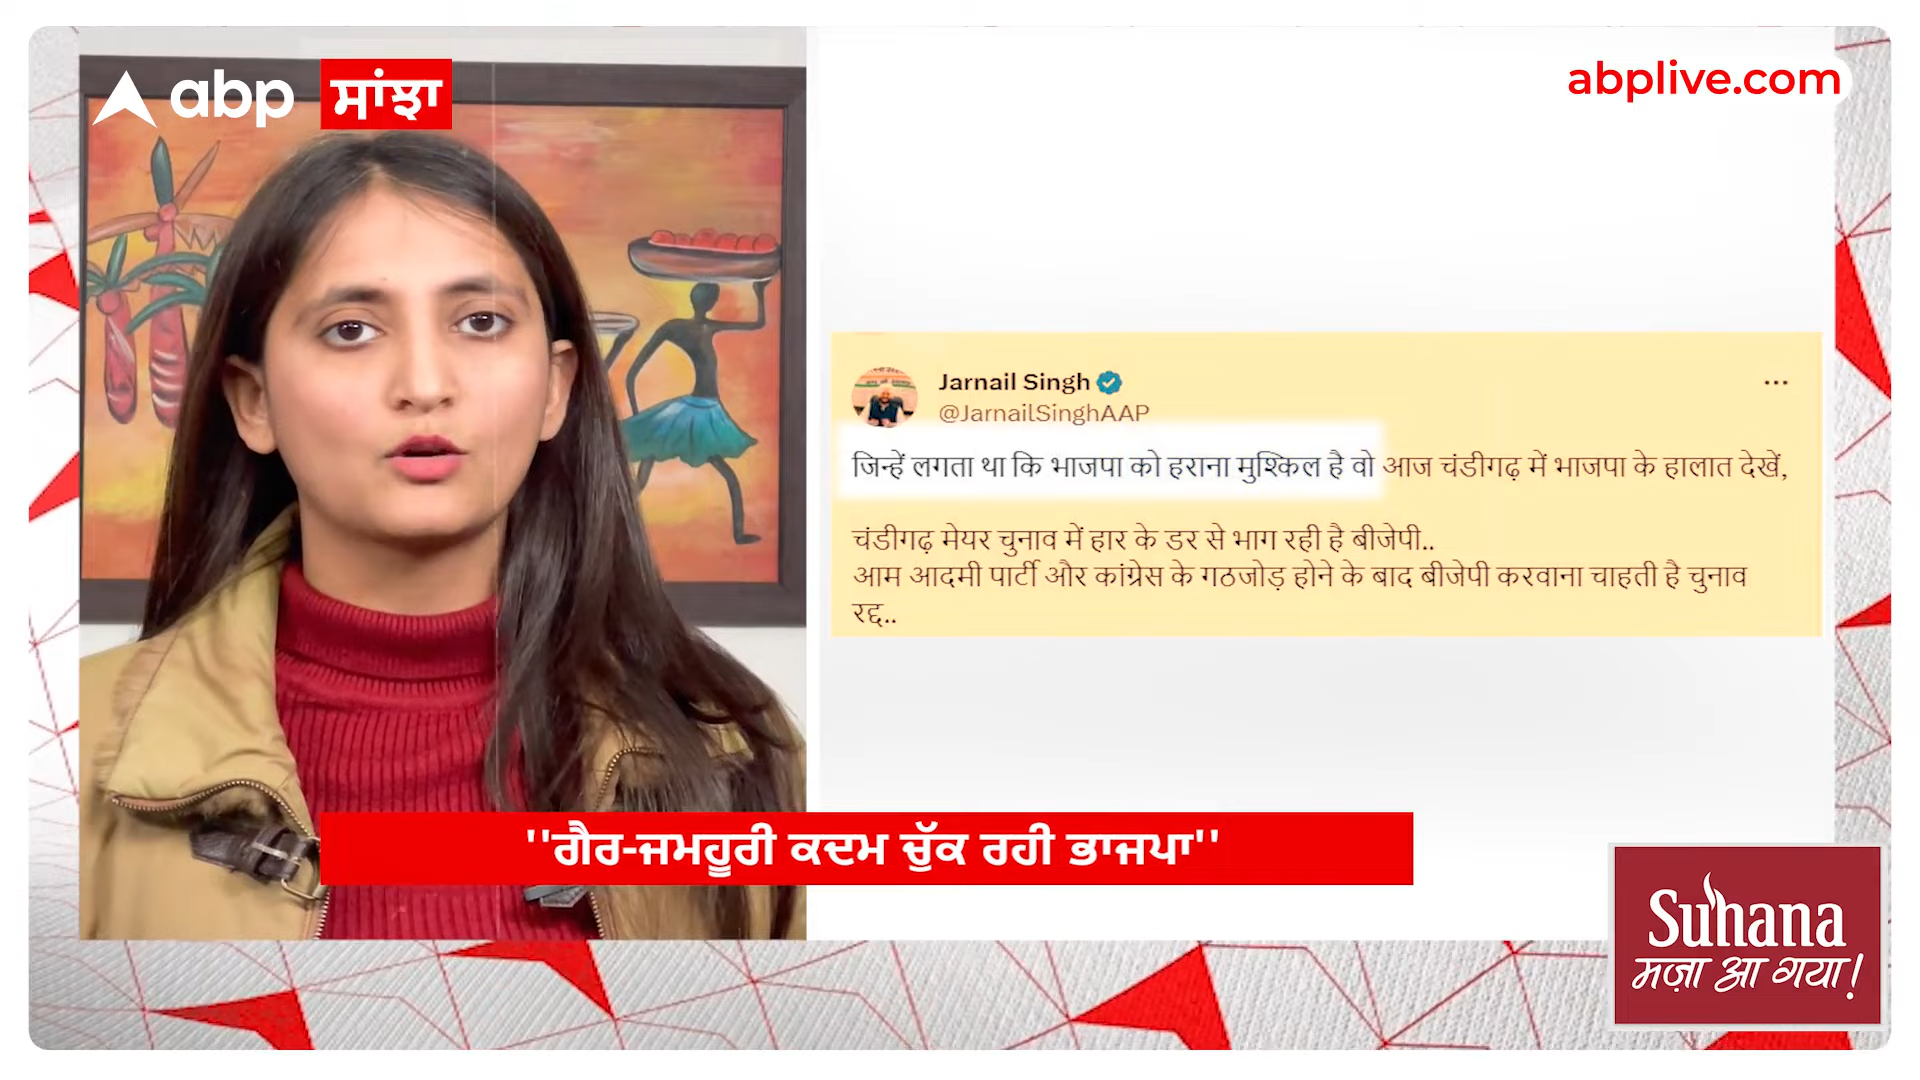 abp ਸਾਂਝਾ
abplive.com
Jarnail Singh
@JarnailSinghAAP
जिन्हें लगता था कि भाजपा को हराना मुश्किल है वो आज चंडीगढ़ में भाजपा के हालात देखें,
चंडीगढ़ मेयर चुनाव में हार के डर से भाग रही है बीजेपी..
आम आदमी पार्टी और कांग्रेस के गठजोड़ होने के बाद बीजेपी करवाना चाहती है चुनाव
रद्द..
''ਗੈਰ-ਜਮਹੂਰੀ ਕਦਮ ਚੁੱਕ ਰਹੀ ਭਾਜਪਾ''
Suhana
मज़ा आ गया!